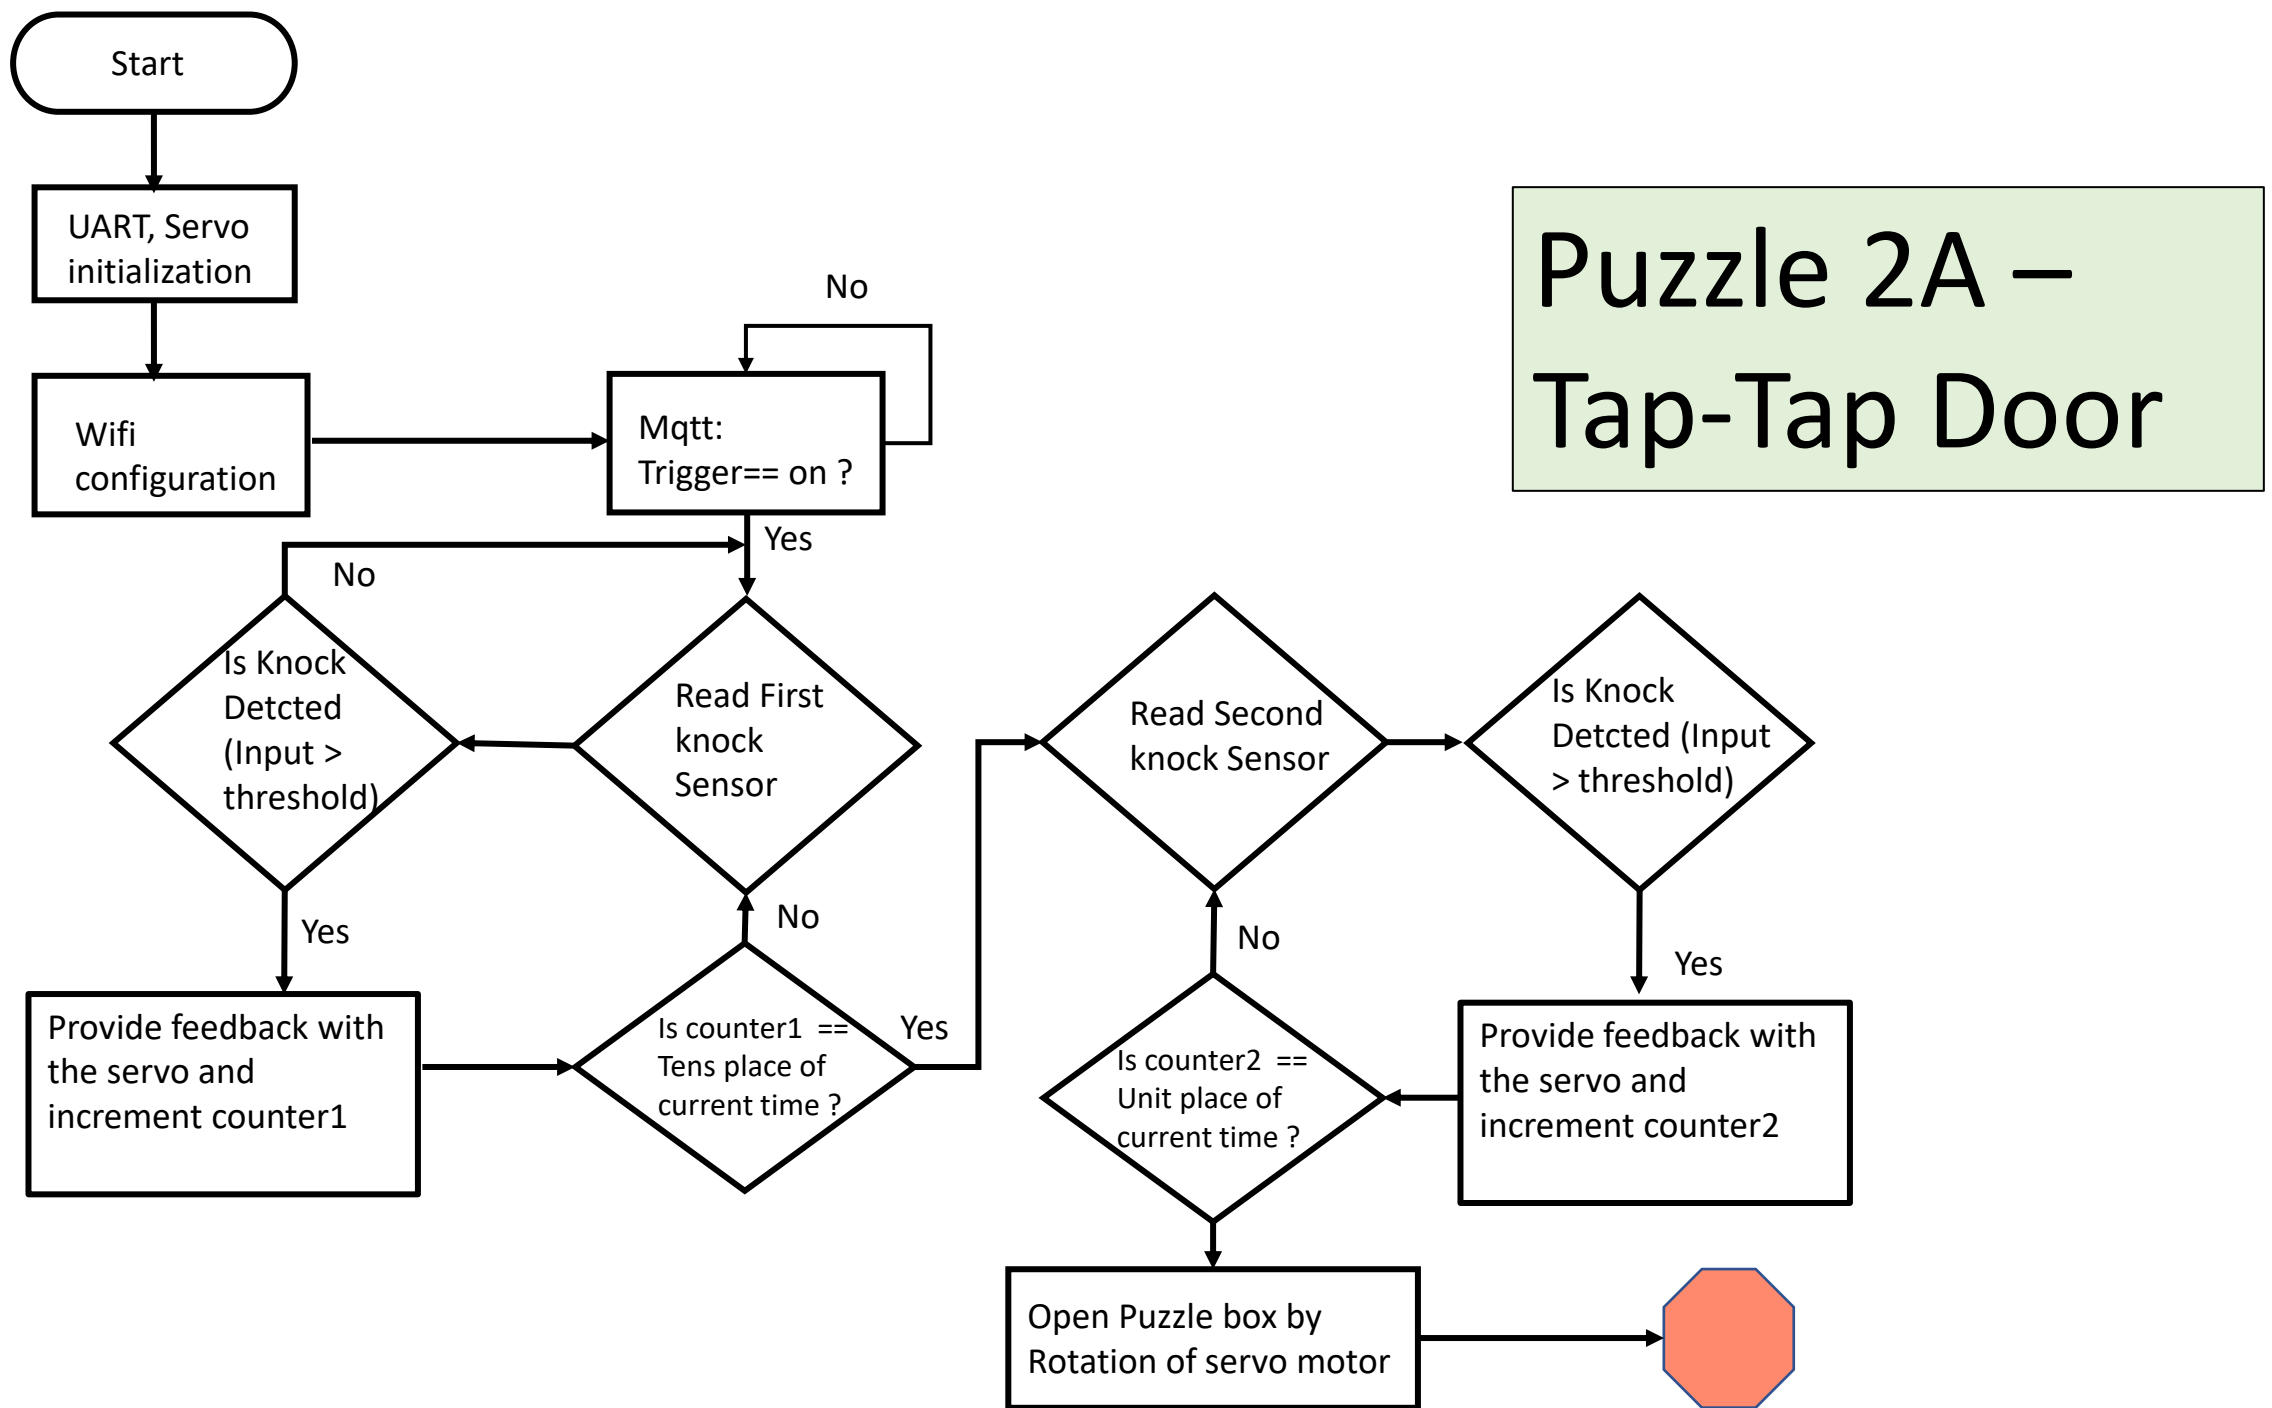 Start
UART, Servo
initialization
Wifi
configuration
No
Mqtt:
Trigger== on ?
Yes
Puzzle 2A –
Tap-Tap Door
No
Is Knock
Detcted
(Input >
threshold)
Read First
knock
Sensor
Read Second
knock Sensor
Is Knock
Detcted (Input
> threshold)
Yes
No
No
Yes
Provide feedback with
the servo and
increment counter1
Is counter1 ==
Tens place of
current time ?
Yes
Is counter2 ==
Unit place of
current time ?
Provide feedback with
the servo and
increment counter2
Open Puzzle box by
Rotation of servo motor